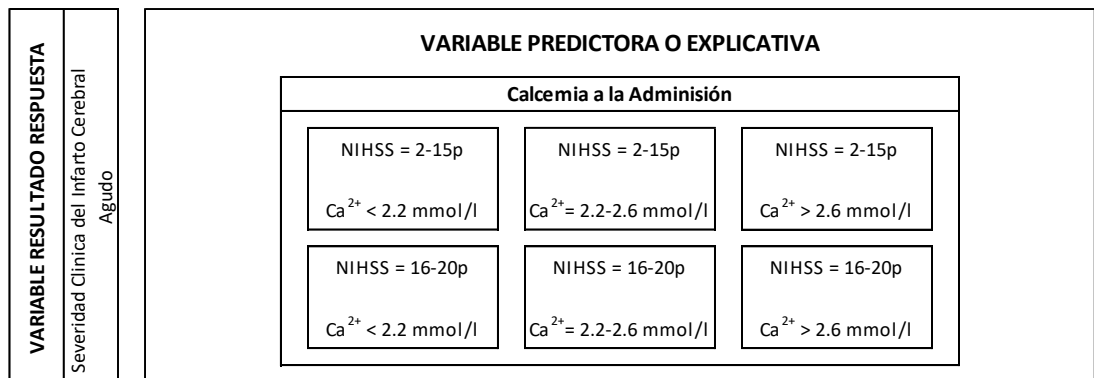 VARIABLE RESULTADO RESPUESTA
Severidad Clinica del Infarto Cerebral
Agudo
VARIABLE PREDICTORA O EXPLICATIVA
Calcemia a la Adminisión
NIHSS = 2-15p
Ca²⁺ < 2.2 mmol/l
NIHSS = 2-15p
Ca²⁺= 2.2-2.6 mmol/l
NIHSS = 2-15p
Ca²⁺ > 2.6 mmol/l
NIHSS = 16-20p
Ca²⁺ < 2.2 mmol/l
NIHSS = 16-20p
Ca²⁺= 2.2-2.6 mmol/l
NIHSS = 16-20p
Ca²⁺ > 2.6 mmol/l